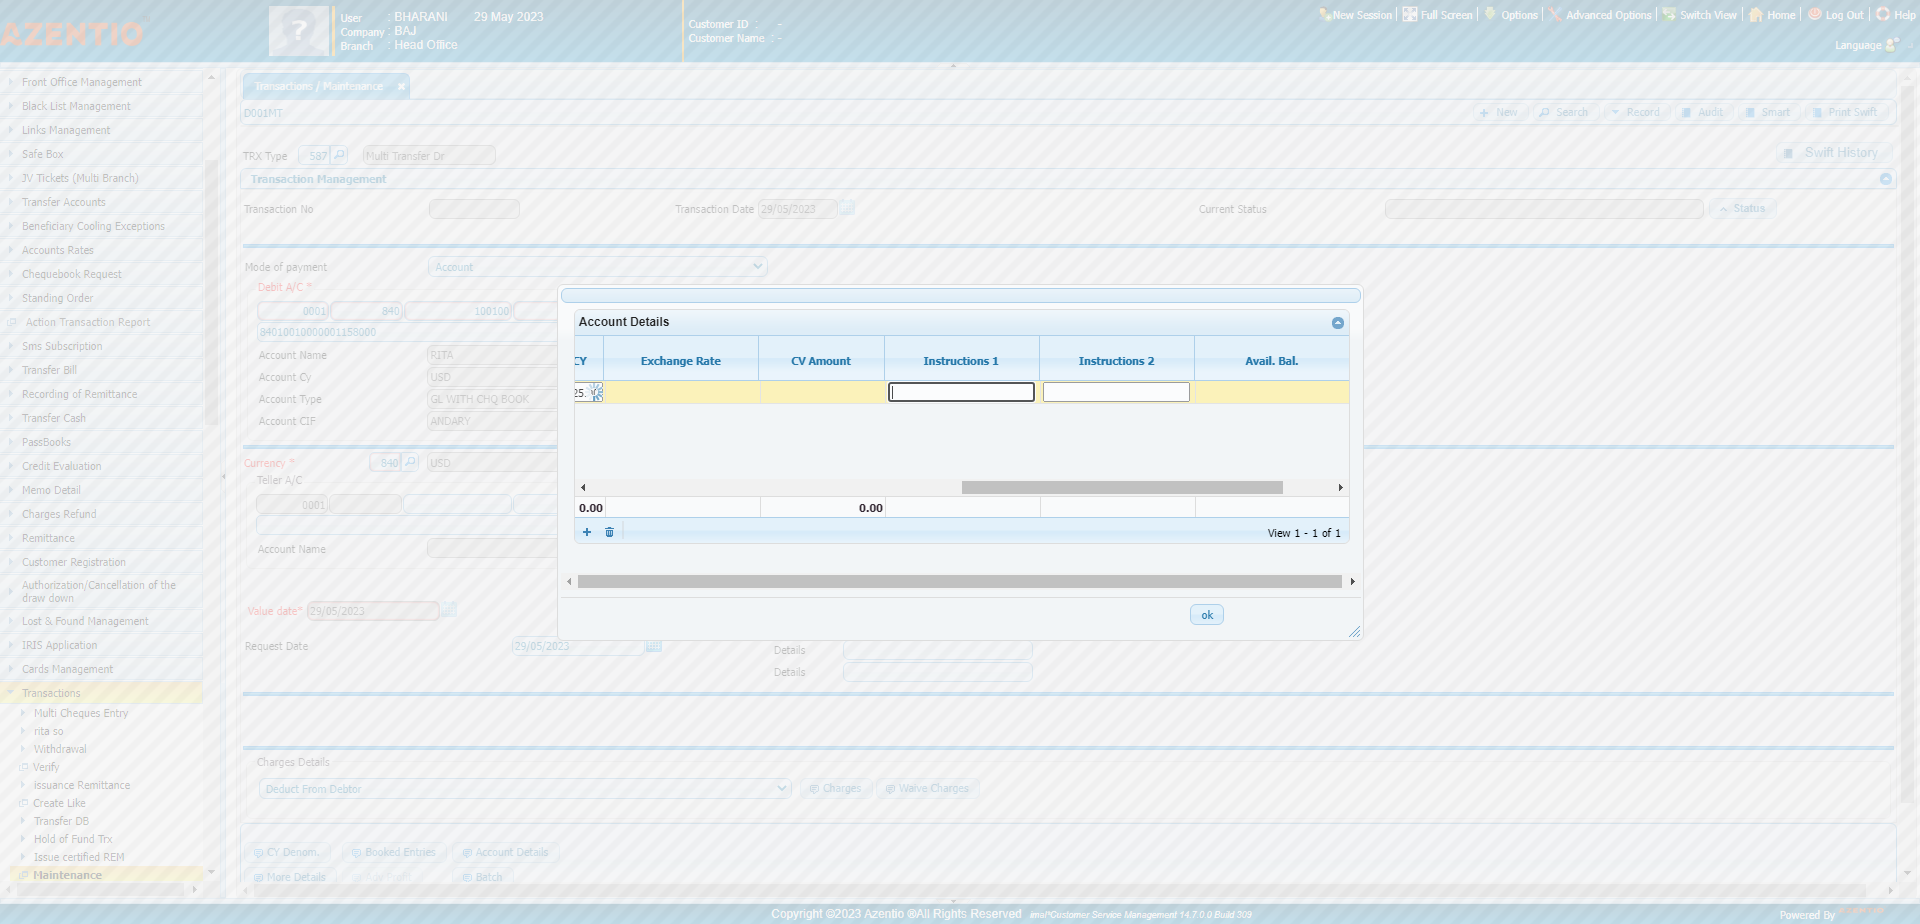 AZENTIO
?
User : BHARANI 29 May 2023
Company : BAJ
Branch : Head Office
Customer ID : -
Customer Name : -
New Session Full Screen Options Advanced Options Switch View Home Log Out Help
Language
Front Office Management
Black List Management
Links Management
Safe Box
JV Tickets (Multi Branch)
Transfer Accounts
Beneficiary Cooling Exceptions
Accounts Rates
Chequebook Request
Standing Order
Action Transaction Report
Sms Subscription
Transfer Bill
Recording of Remittance
Transfer Cash
PassBooks
Credit Evaluation
Memo Detail
Charges Refund
Remittance
Customer Registration
Authorization/Cancellation of the
draw down
Lost & Found Management
IRIS Application
Cards Management
Transactions
Multi Cheques Entry
rita so
Withdrawal
Verify
issuance Remittance
Create Like
Transfer DB
Hold of Fund Trx
Issue certified REM
Maintenance
Transactions / Maintenance
D001MT
New Search Record Audit Smart Print Swift
TRX Type 587 Multi Transfer Dr
Swift History
Transaction Management
Transaction No
Transaction Date 29/05/2023
Current Status
Status
Mode of payment Account
Debit A/C *
0001 840 100100
84010010000001158000
Account Name RITA
Account Cy USD
Account Type GL WITH CHQ BOOK
Account CIF ANDARY
Currency * 840 USD
Teller A/C
0001
Account Name
Value date* 29/05/2023
Request Date 29/05/2023
Details
Details
Account Details
CY Exchange Rate CV Amount Instructions 1 Instructions 2 Avail. Bal.
25.
0.00 0.00
View 1 - 1 of 1
ok
Charges Details
Deduct From Debtor
Charges Waive Charges
CY Denom. Booked Entries Account Details
More Details Adv Profit Batch
Copyright ©2023 Azentio ®All Rights Reserved imal*Customer Service Management 14.7.0.0 Build 309
Powered By